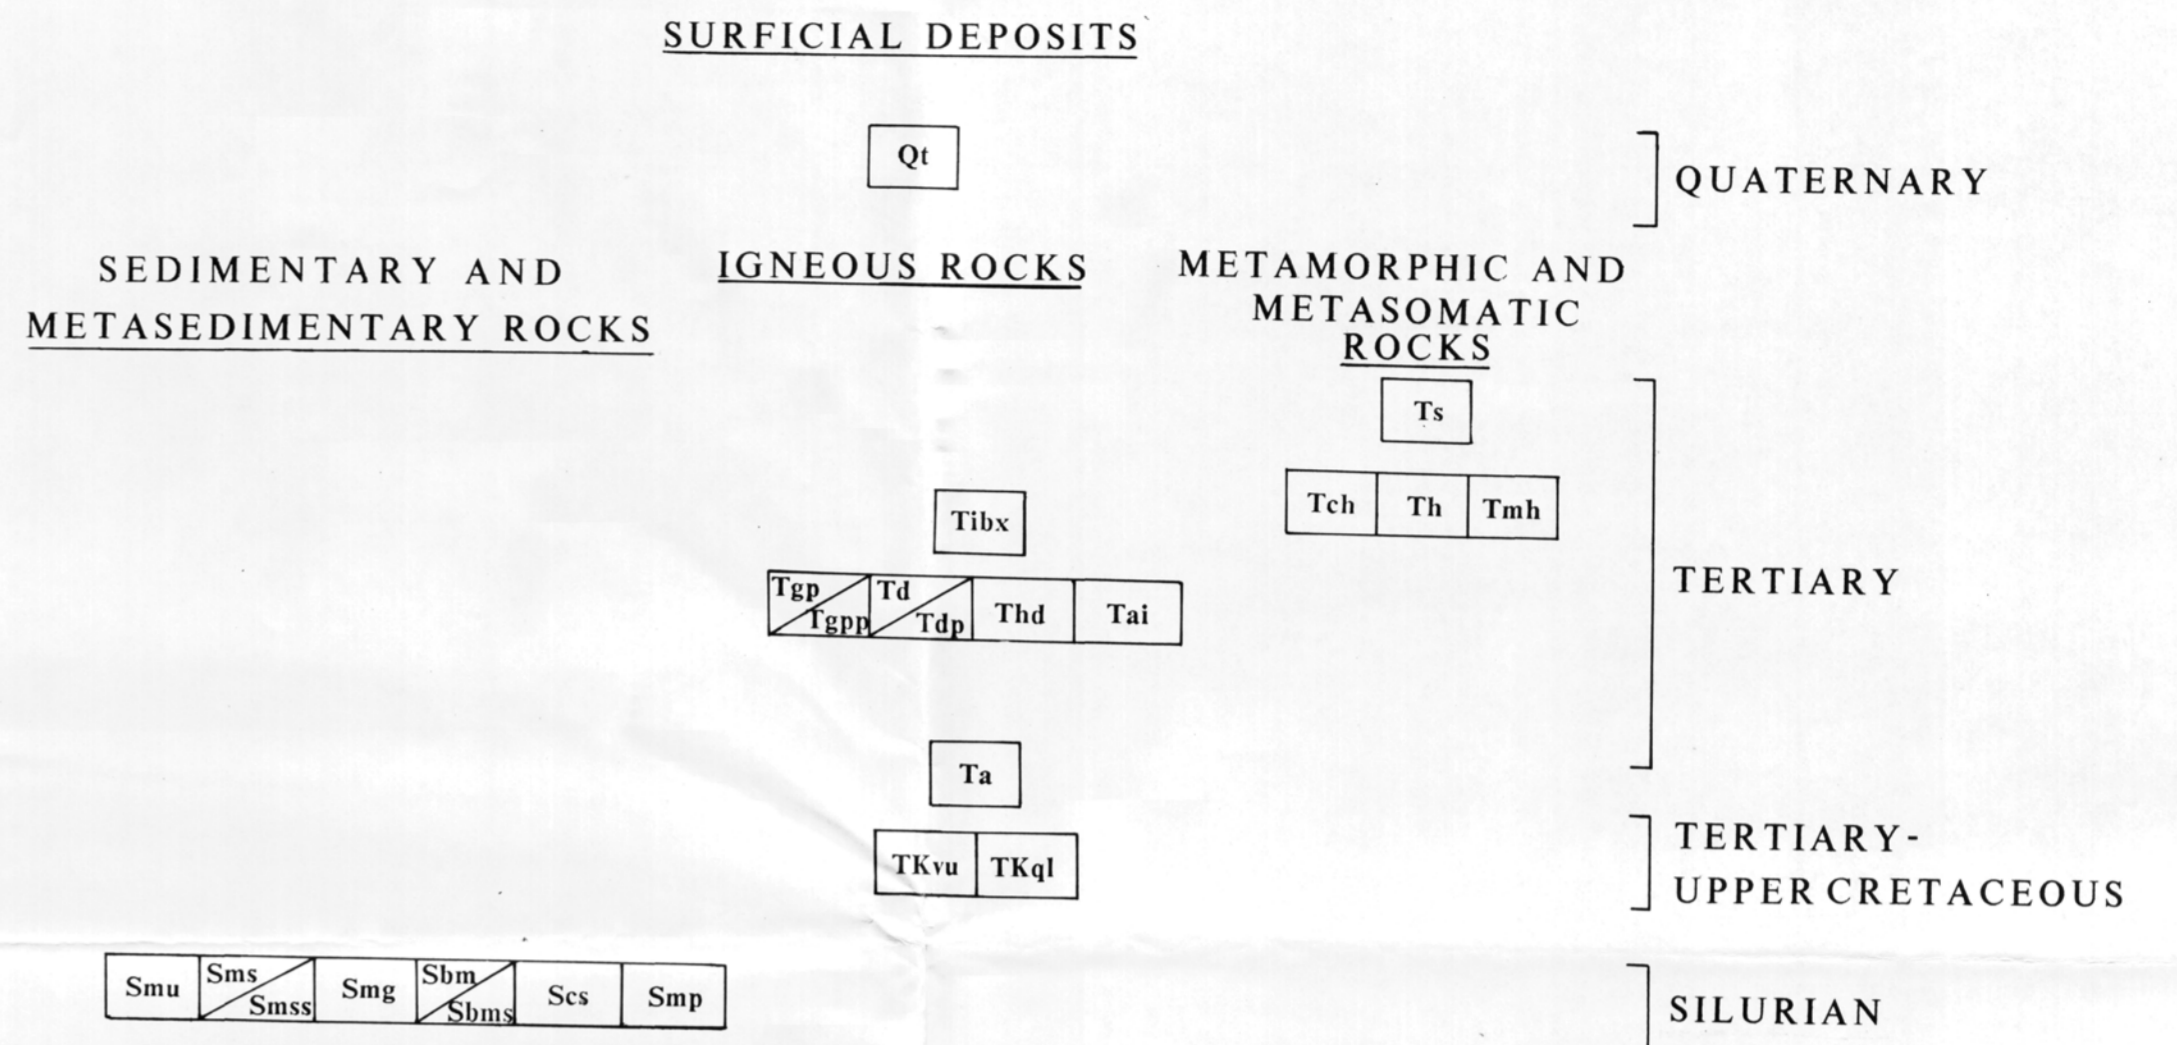 SURFICIAL DEPOSITS
Qt
QUATERNARY
SEDIMENTARY AND
METASEDIMENTARY ROCKS
IGNEOUS ROCKS
METAMORPHIC AND
METASOMATIC
ROCKS
Ts
Tch Th Tmh
Tibx
TERTIARY
Tgp Tgpp Td Tdp Thd Tai
Ta
TKvu TKql
TERTIARY-
UPPER CRETACEOUS
Smu Sms Smss Smg Sbm Sbms Scs Smp
SILURIAN